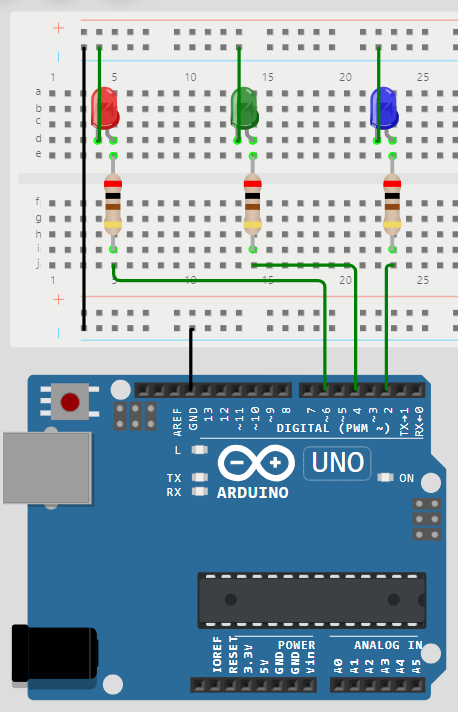 +
1 5 10 15 20 25
a
b
c
d
e
f
g
h
i
j
1 5 10 20 25
+
AREF GND 13 12 ~11 ~10 ~9 8 7 ~6 ~5 4 ~3 2 TX→1 RX←0
DIGITAL (PWM ~)
L
TX
RX
UNO
ARDUINO
ON
IOREF RESET 3.3V 5V GND GND Vin A0 A1 A2 A3 A4 A5
POWER ANALOG IN